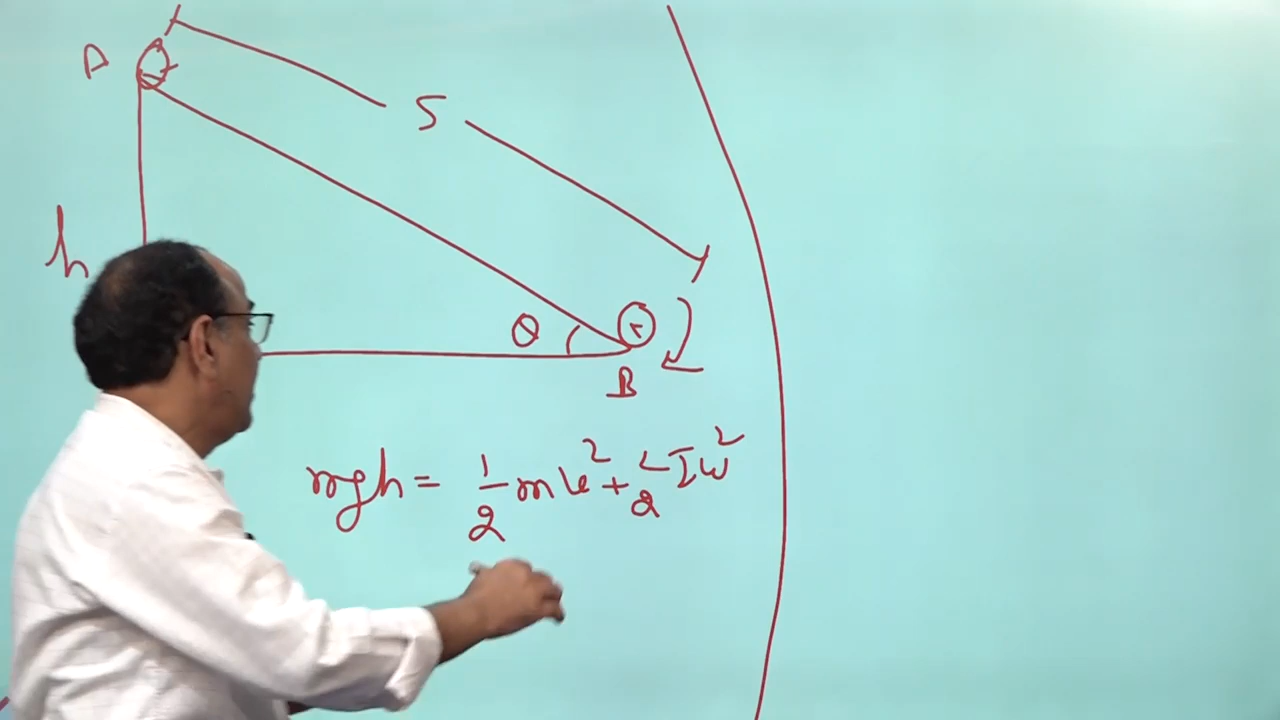 A
S
h
θ
B
mgh = 1/2 mv² + 1/2 Iω²